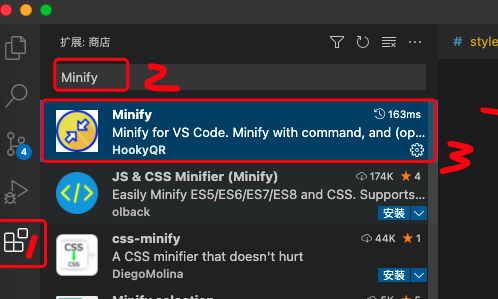 扩展: 商店
# style
Minify
2
Minify
163ms
Minify for VS Code. Minify with command, and (op...
HookyQR
3
4
JS & CSS Minifier (Minify)
174K ★ 4
Easily Minify ES5/ES6/ES7/ES8 and CSS. Supports...
olback
安装
1
css-minify
44K ★ 1
A CSS minifier that doesn't hurt
DiegoMolina
安装
Minify selection